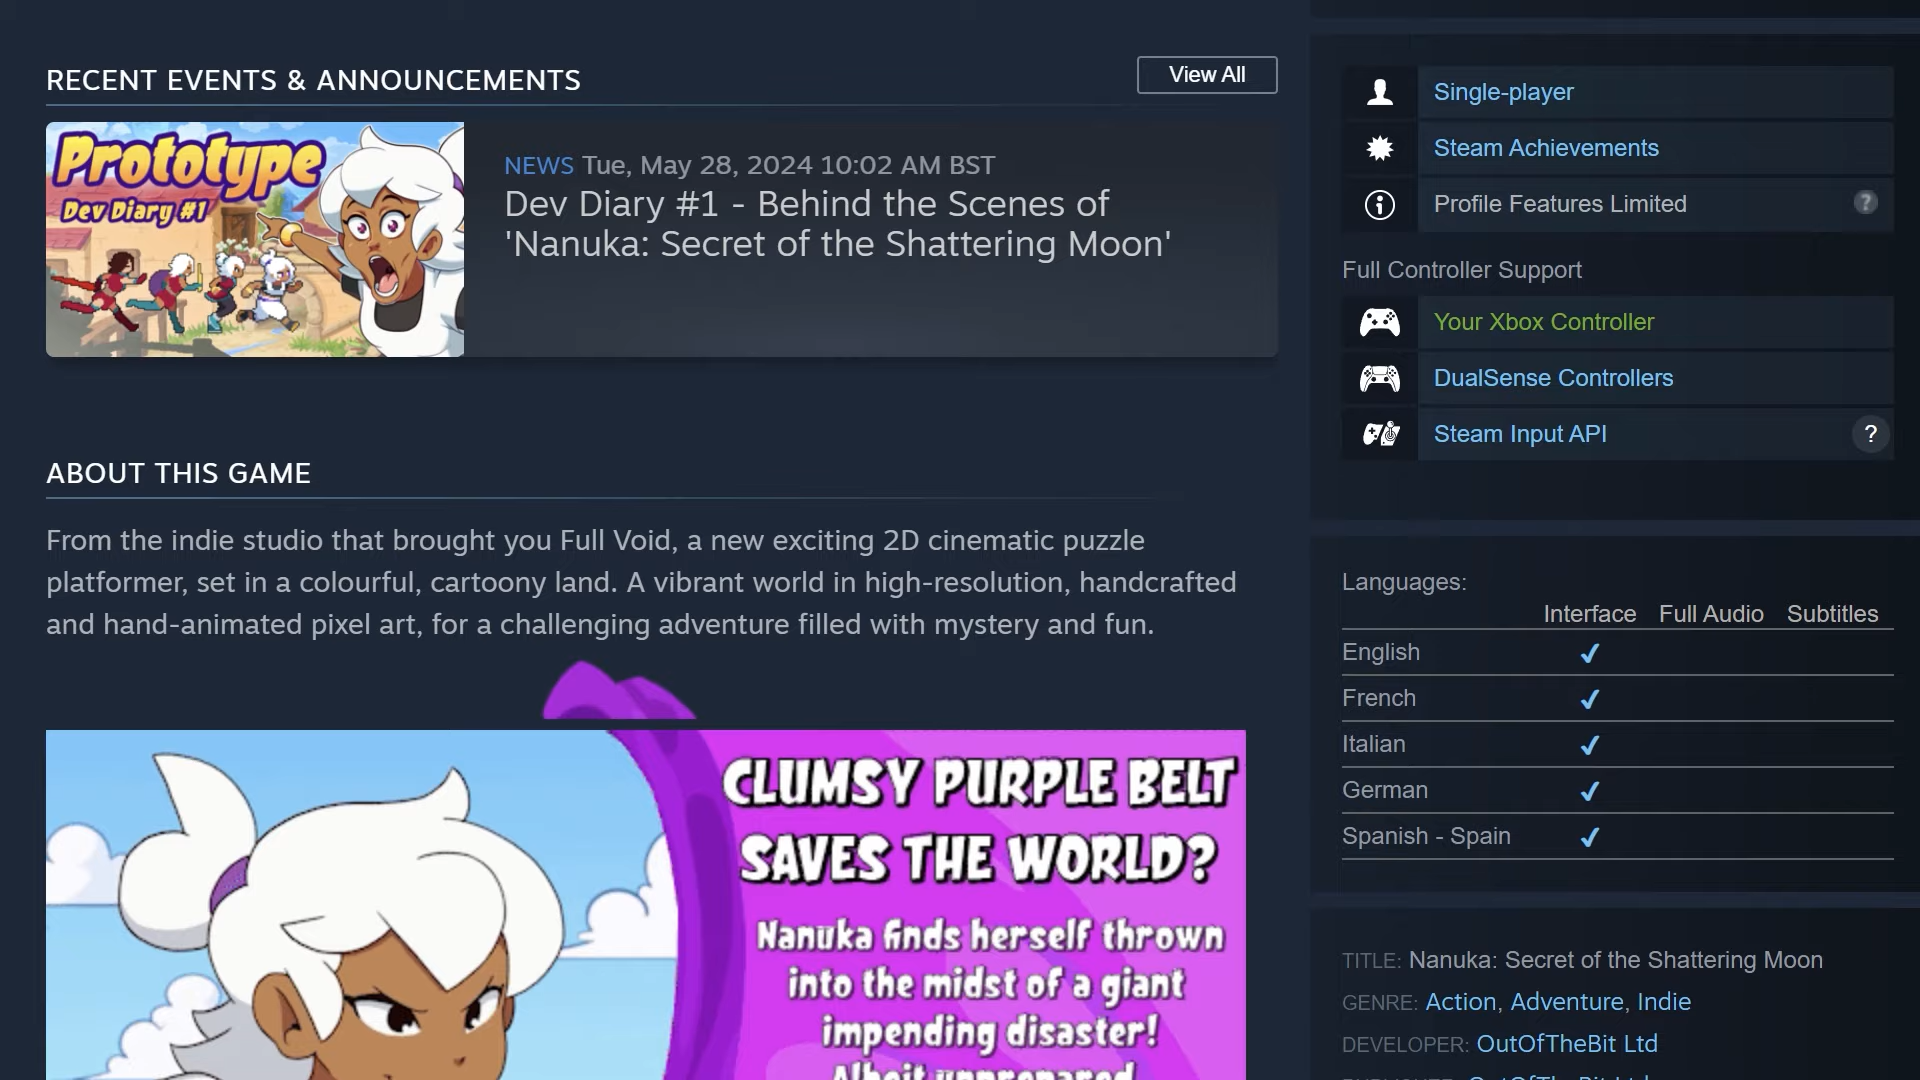 RECENT EVENTS & ANNOUNCEMENTS
View All
Prototype
Dev Diary #1
NEWS Tue, May 28, 2024 10:02 AM BST
Dev Diary #1 - Behind the Scenes of
'Nanuka: Secret of the Shattering Moon'
ABOUT THIS GAME
From the indie studio that brought you Full Void, a new exciting 2D cinematic puzzle
platformer, set in a colourful, cartoony land. A vibrant world in high-resolution, handcrafted
and hand-animated pixel art, for a challenging adventure filled with mystery and fun.
CLUMSY PURPLE BELT
SAVES THE WORLD?
Nanuka finds herself thrown
into the midst of a giant
impending disaster!
Albeit unprepared
Single-player
Steam Achievements
Profile Features Limited ?
Full Controller Support
Your Xbox Controller
DualSense Controllers
Steam Input API ?
Languages:
Interface Full Audio Subtitles
English ✔
French ✔
Italian ✔
German ✔
Spanish - Spain ✔
TITLE: Nanuka: Secret of the Shattering Moon
GENRE: Action, Adventure, Indie
DEVELOPER: OutOfTheBit Ltd